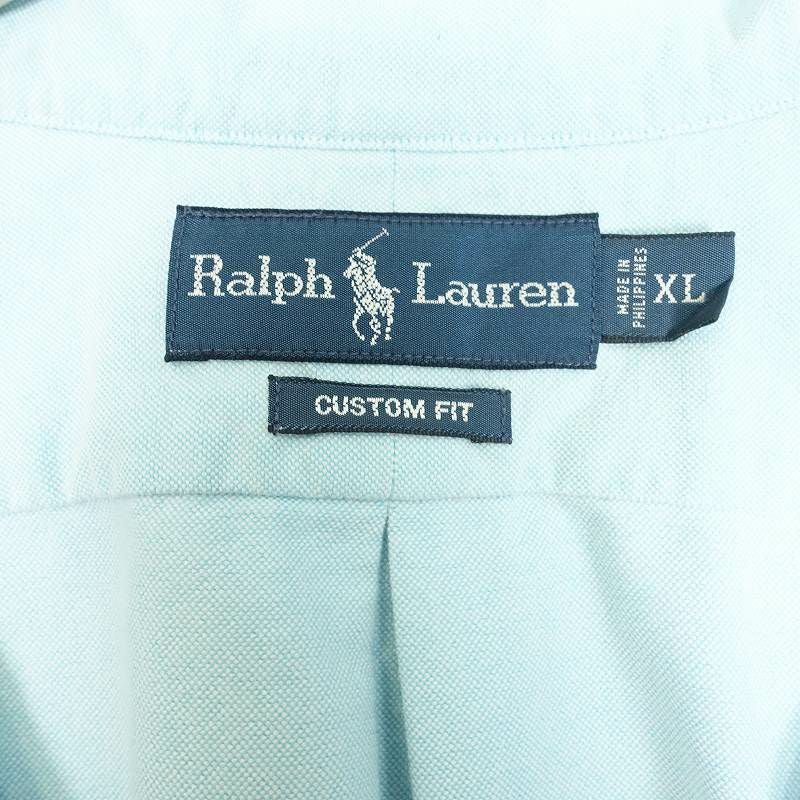 Ralph Lauren
MADE IN
PHILIPPINES
XL
CUSTOM FIT